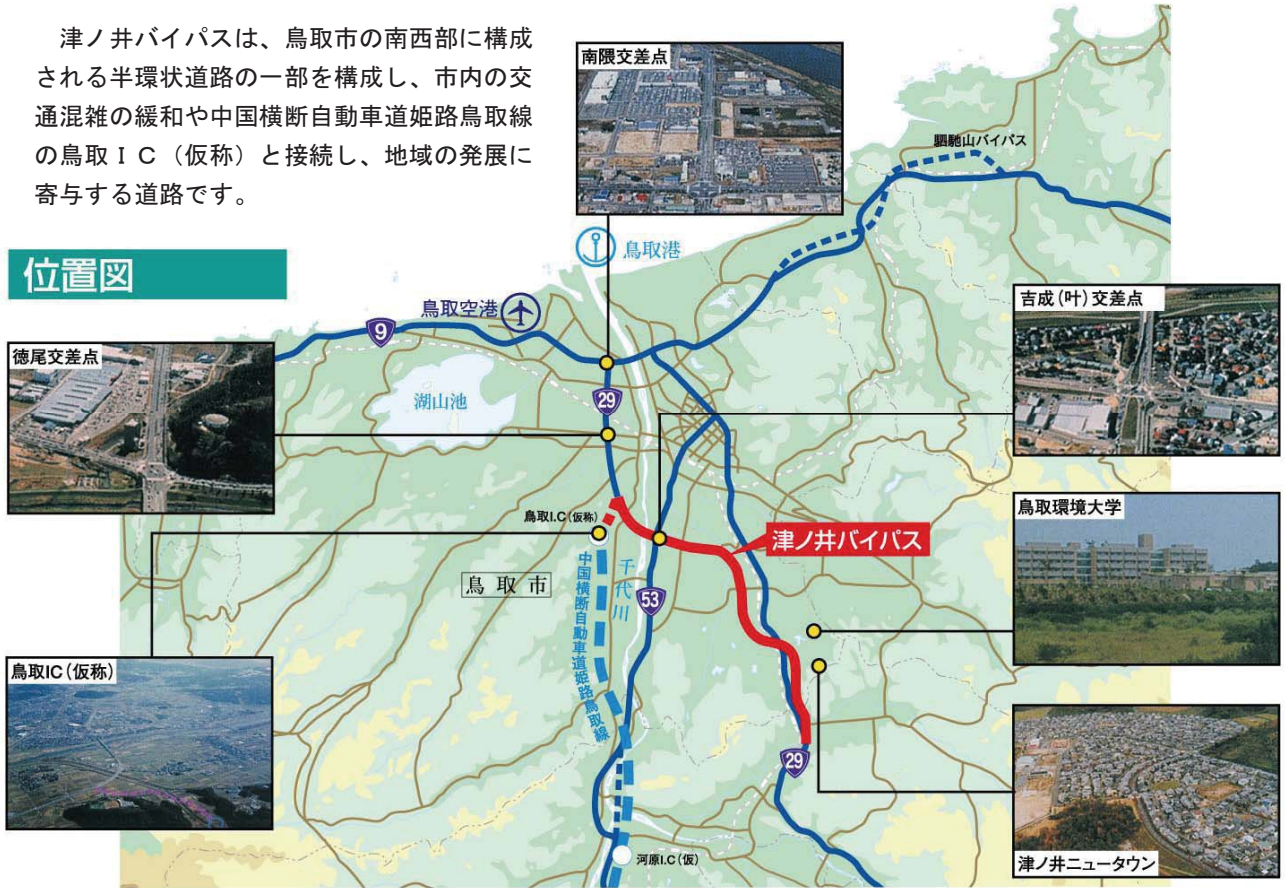 津ノ井バイパスは、鳥取市の南西部に構成
される半環状道路の一部を構成し、市内の交
通混雑の緩和や中国横断自動車道姫路鳥取線
の鳥取ＩＣ（仮称）と接続し、地域の発展に
寄与する道路です。
位置図
南隈交差点
駟馳山バイパス
鳥取港
鳥取空港
9
吉成(叶)交差点
徳尾交差点
湖山池
29
鳥取環境大学
鳥取I.C(仮称)
津ノ井バイパス
千代川
中国横断自動車道姫路鳥取線
鳥取市
53
鳥取IC(仮称)
29
河原I.C(仮)
津ノ井ニュータウン